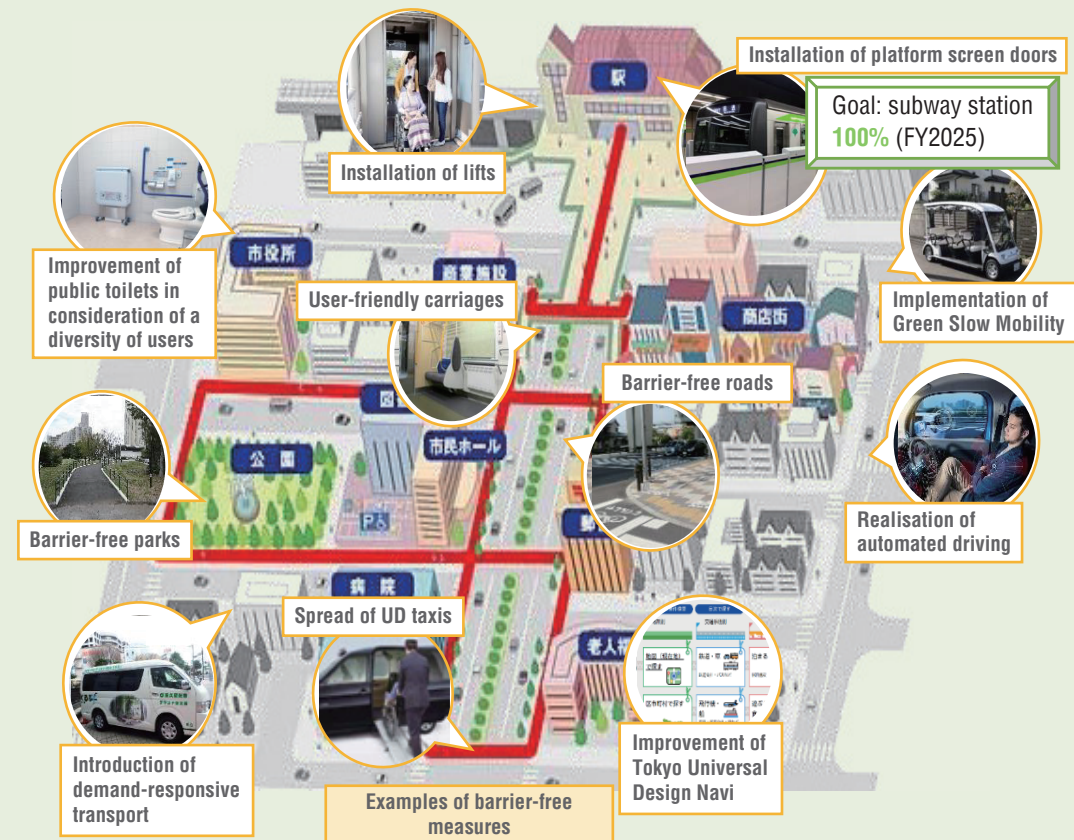 Installation of platform screen doors
Goal: subway station
100% (FY2025)
駅
Installation of lifts
市役所
Improvement of
public toilets in
consideration of a
diversity of users
商業施設
User-friendly carriages
商店街
Implementation of
Green Slow Mobility
Barrier-free roads
市民ホール
公園
Barrier-free parks
Realisation of
automated driving
病院
Spread of UD taxis
老人
Introduction of
demand-responsive
transport
Improvement of
Tokyo Universal
Design Navi
Examples of barrier-free
measures